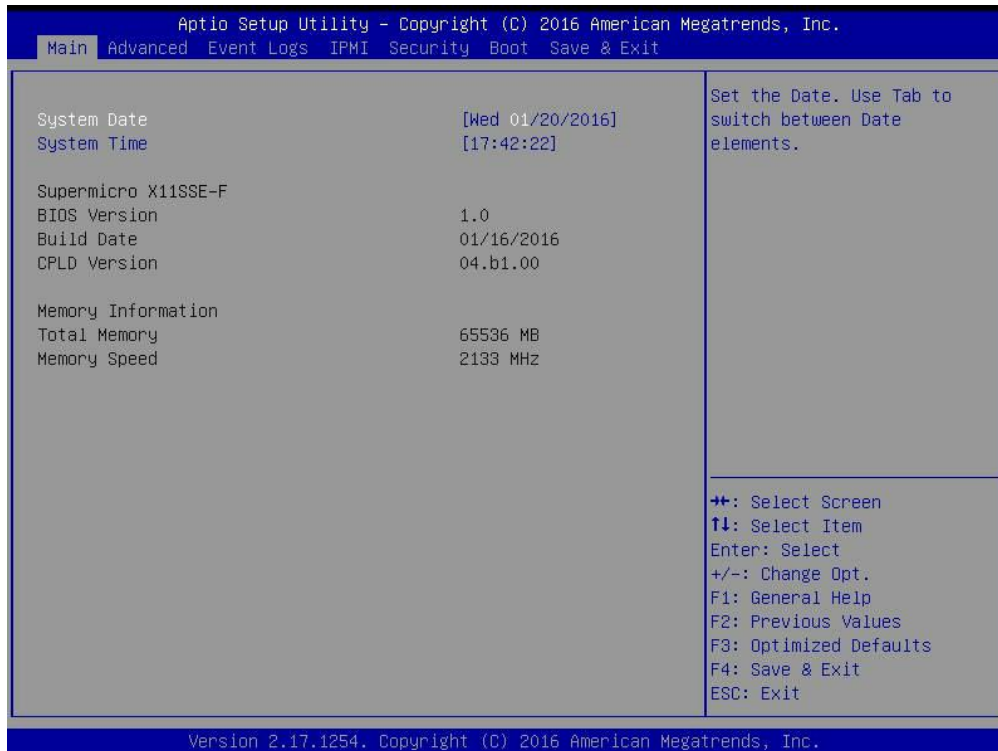 Aptio Setup Utility – Copyright (C) 2016 American Megatrends, Inc.
Main Advanced Event Logs IPMI Security Boot Save & Exit
System Date [Wed 01/20/2016]
System Time [17:42:22]
Supermicro X11SSE-F
BIOS Version 1.0
Build Date 01/16/2016
CPLD Version 04.b1.00
Memory Information
Total Memory 65536 MB
Memory Speed 2133 MHz
Set the Date. Use Tab to
switch between Date
elements.
→←: Select Screen
↑↓: Select Item
Enter: Select
+/-: Change Opt.
F1: General Help
F2: Previous Values
F3: Optimized Defaults
F4: Save & Exit
ESC: Exit
Version 2.17.1254. Copyright (C) 2016 American Megatrends, Inc.